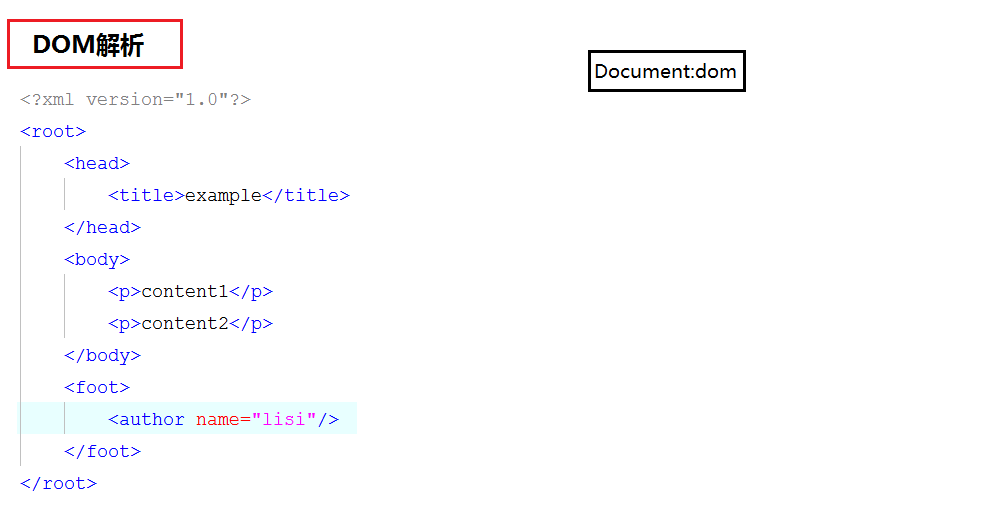 DOM解析
Document:dom
<?xml version="1.0"?>
<root>
    <head>
        <title>example</title>
    </head>
    <body>
        <p>content1</p>
        <p>content2</p>
    </body>
    <foot>
        <author name="lisi"/>
    </foot>
</root>